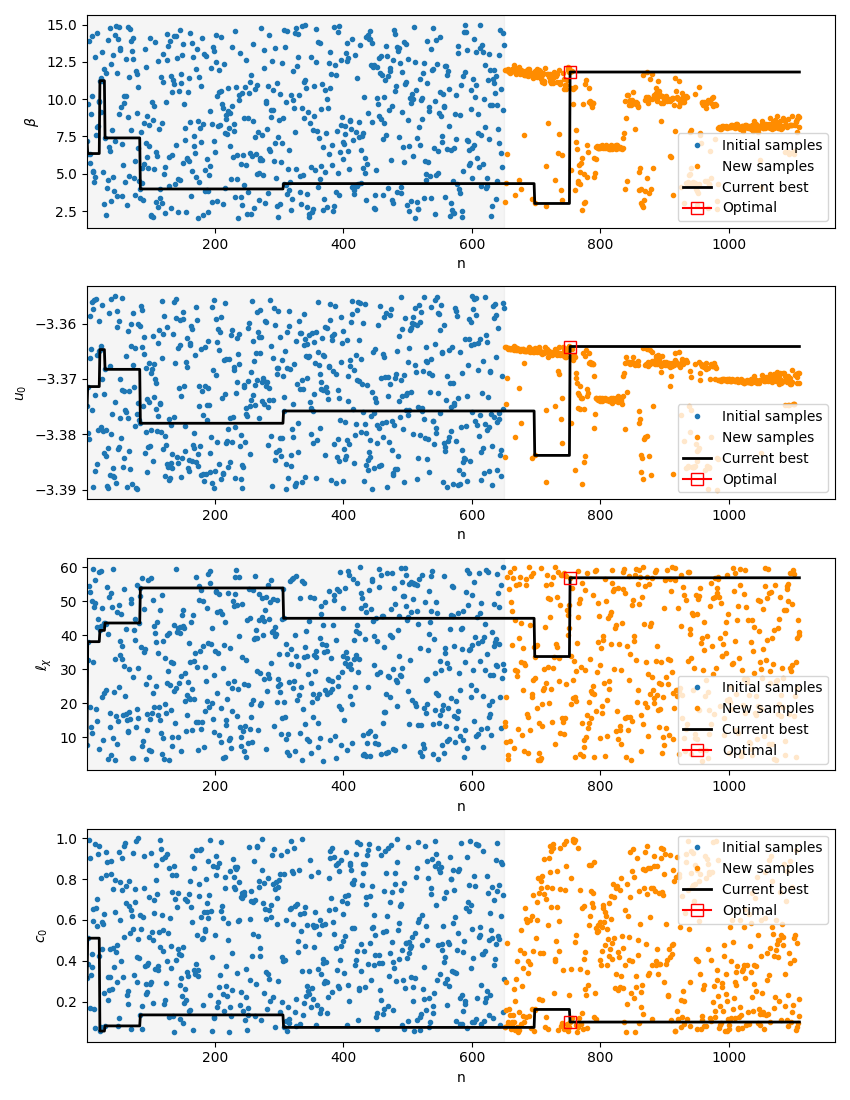 15.0
12.5
10.0
7.5
5.0
2.5
β
200
400
600
800
1000
n
Initial samples
New samples
Current best
Optimal
−3.36
−3.37
−3.38
−3.39
u₀
200
400
600
800
1000
n
Initial samples
New samples
Current best
Optimal
60
50
40
30
20
10
ℓᵪ
200
400
600
800
1000
n
Initial samples
New samples
Current best
Optimal
1.0
0.8
0.6
0.4
0.2
c₀
200
400
600
800
1000
n
Initial samples
New samples
Current best
Optimal